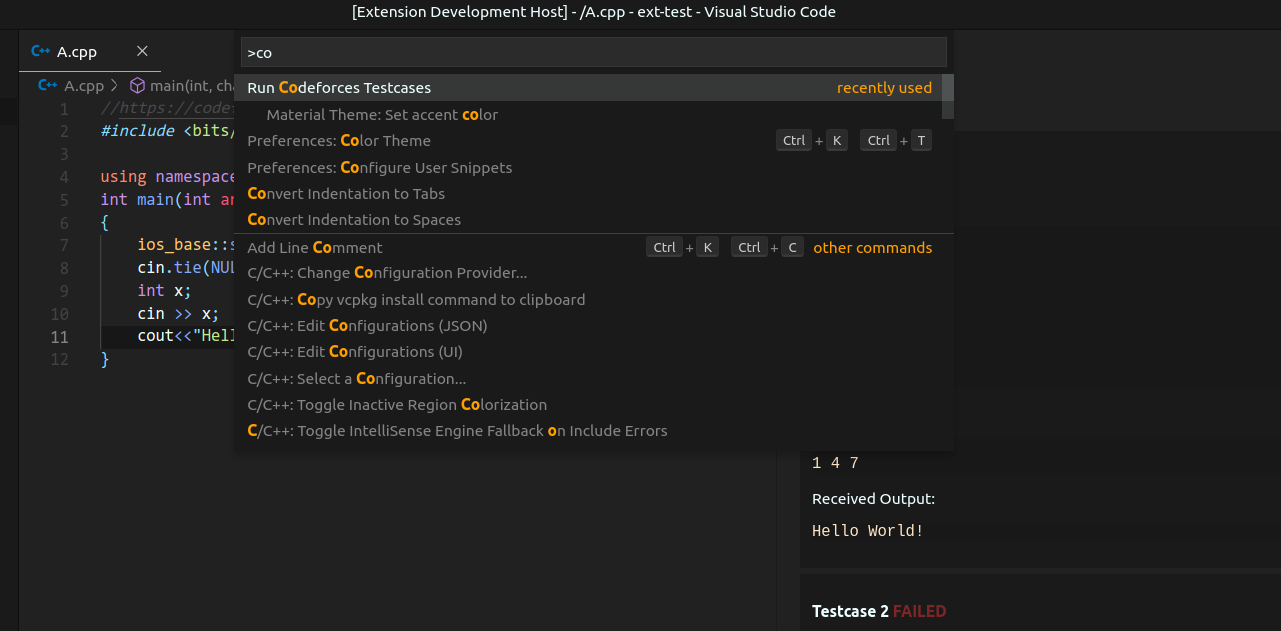 [Extension Development Host] - /A.cpp - ext-test - Visual Studio Code
C++ A.cpp
>co
C++ A.cpp > main(int, cha
Run Codeforces Testcases recently used
Material Theme: Set accent color
Preferences: Color Theme Ctrl + K Ctrl + T
Preferences: Configure User Snippets
Convert Indentation to Tabs
Convert Indentation to Spaces
Add Line Comment Ctrl + K Ctrl + C other commands
C/C++: Change Configuration Provider...
C/C++: Copy vcpkg install command to clipboard
C/C++: Edit Configurations (JSON)
C/C++: Edit Configurations (UI)
C/C++: Select a Configuration...
C/C++: Toggle Inactive Region Colorization
C/C++: Toggle IntelliSense Engine Fallback on Include Errors
1 //https://codef
2 #include <bits/
3
4 using namespace
5 int main(int ar
6 {
7 ios_base::s
8 cin.tie(NUL
9 int x;
10 cin >> x;
11 cout<<"Hell
12 }
1 4 7
Received Output:
Hello World!
Testcase 2 FAILED